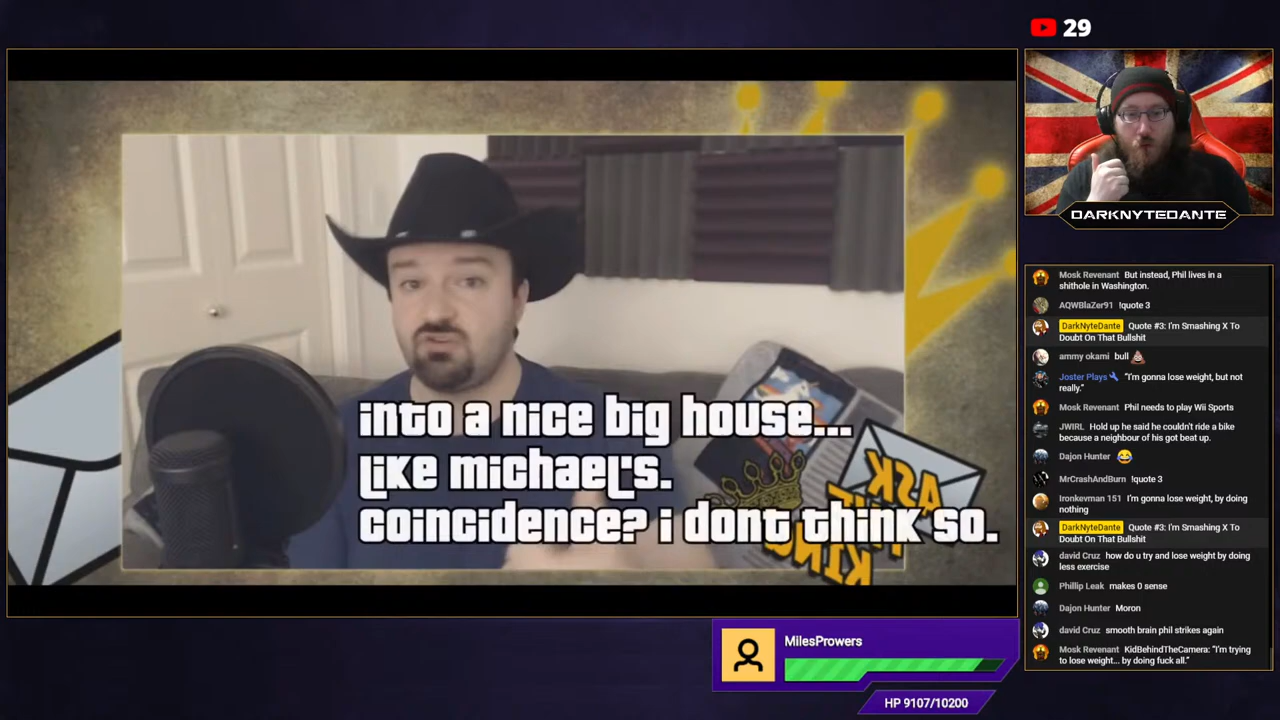 29
into a nice big house...
like michael's.
coincidence? i dont think so.
ASK
THE
KING
DARKNYTEDANTE
Mosk Revenant But instead, Phil lives in a
shithole in Washington.
AQWBlaZer91 !quote 3
DarkNyteDante Quote #3: I'm Smashing X To
Doubt On That Bullshit
ammy okami bull
Joster Plays “I'm gonna lose weight, but not
really.”
Mosk Revenant Phil needs to play Wii Sports
JWIRL Hold up he said he couldn't ride a bike
because a neighbour of his got beat up.
Dajon Hunter
MrCrashAndBurn !quote 3
Ironkevman 151 I'm gonna lose weight, by doing
nothing
DarkNyteDante Quote #3: I'm Smashing X To
Doubt On That Bullshit
david Cruz how do u try and lose weight by doing
less exercise
Phillip Leak makes 0 sense
Dajon Hunter Moron
david Cruz smooth brain phil strikes again
Mosk Revenant KidBehindTheCamera: “I'm trying
to lose weight... by doing fuck all.”
MilesProwers
HP 9107/10200